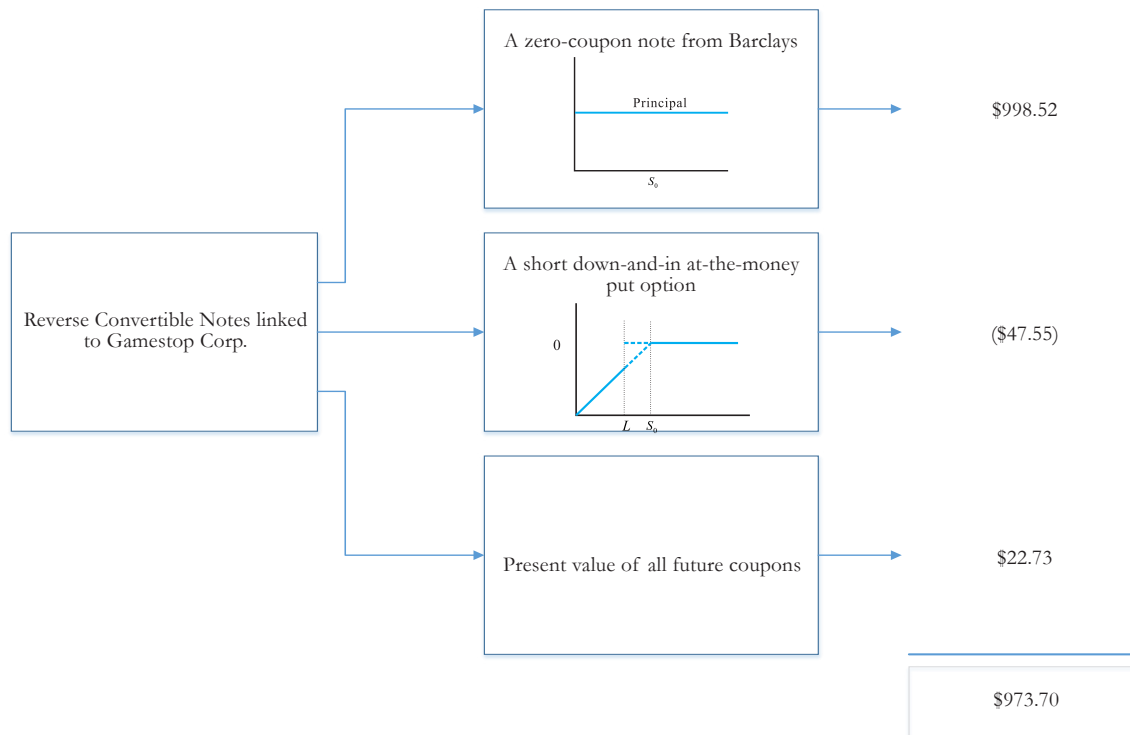 A zero-coupon note from Barclays
Principal
S₀
$998.52
Reverse Convertible Notes linked
to Gamestop Corp.
A short down-and-in at-the-money
put option
0
L S₀
($47.55)
Present value of all future coupons
$22.73
$973.70